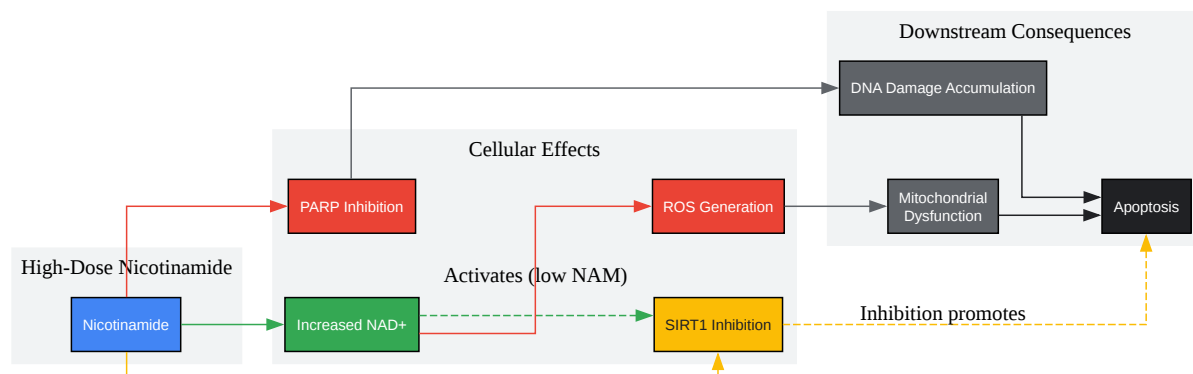 Downstream Consequences
DNA Damage Accumulation
Cellular Effects
PARP Inhibition
ROS Generation
Mitochondrial
Dysfunction
Apoptosis
High-Dose Nicotinamide
Activates (low NAM)
Nicotinamide
Increased NAD+
SIRT1 Inhibition
Inhibition promotes